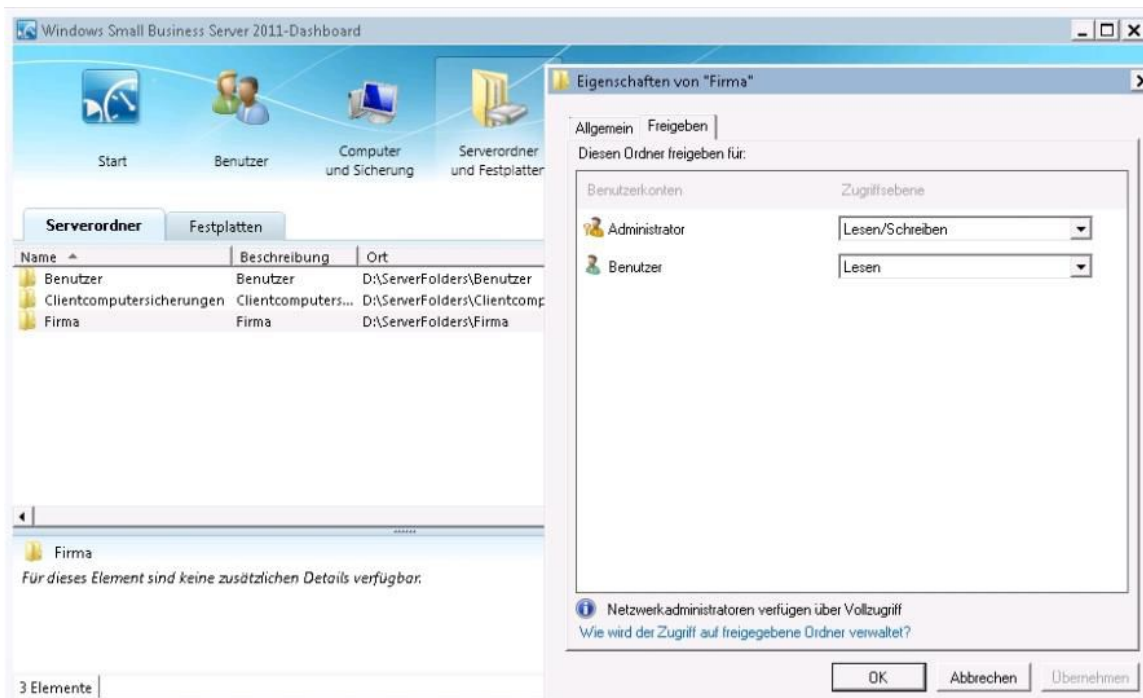 Windows Small Business Server 2011-Dashboard
Start
Benutzer
Computer
und Sicherung
Serverordner
und Festplatten
Serverordner
Festplatten
Name
Beschreibung
Ort
Benutzer
Benutzer
D:\ServerFolders\Benutzer
Clientcomputersicherungen
Clientcomputers...
D:\ServerFolders\Clientcomp
Firma
Firma
D:\ServerFolders\Firma
Firma
Für dieses Element sind keine zusätzlichen Details verfügbar.
3 Elemente
Eigenschaften von "Firma"
Allgemein
Freigeben
Diesen Ordner freigeben für:
Benutzerkonten
Zugriffsebene
Administrator
Lesen/Schreiben
Benutzer
Lesen
Netzwerkadministratoren verfügen über Vollzugriff
Wie wird der Zugriff auf freigegebene Ordner verwaltet?
OK
Abbrechen
Übernehmen